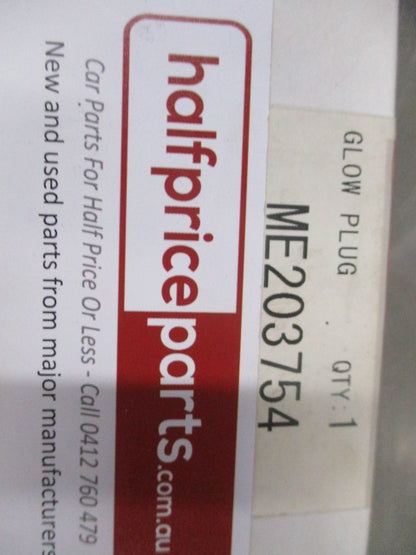 GLOW PLUG QTY:1
ME203754
halfpriceparts.com.au
Car Parts For Half Price Or Less - Call 0412 760 479
New and used parts from major manufacturers